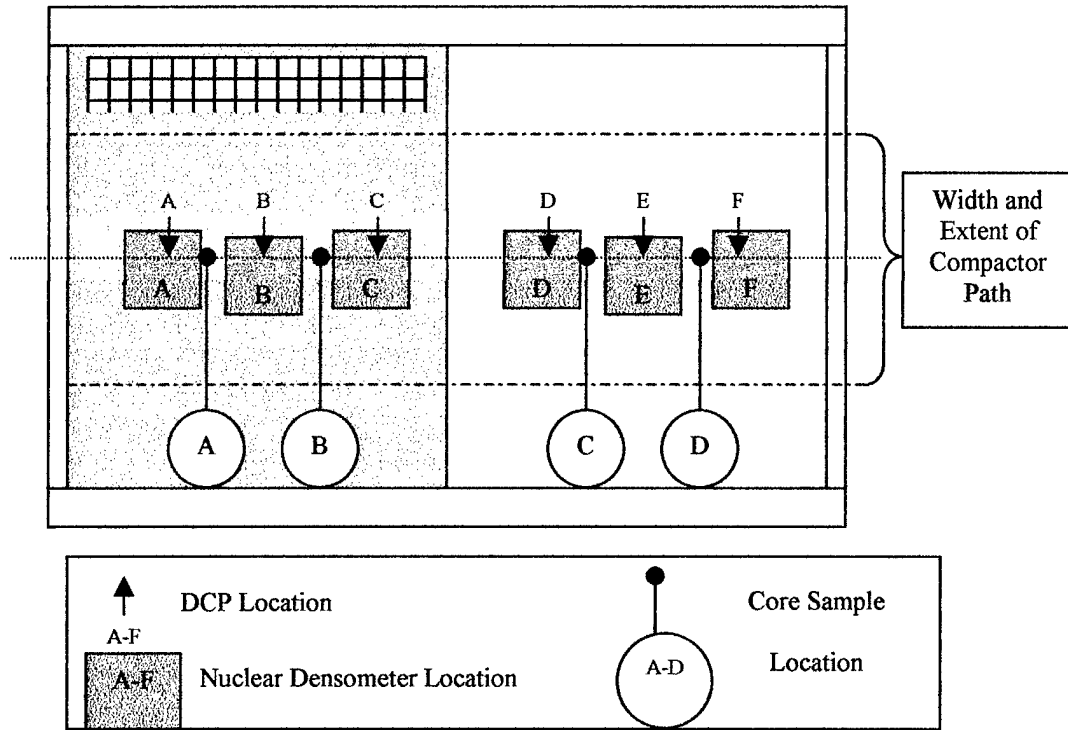 A B C D E F
Width and
Extent of
Compactor
Path
A B C D E F
A B C D
DCP Location
A-F
Core Sample
Location
A-F
Nuclear Densometer Location
A-D